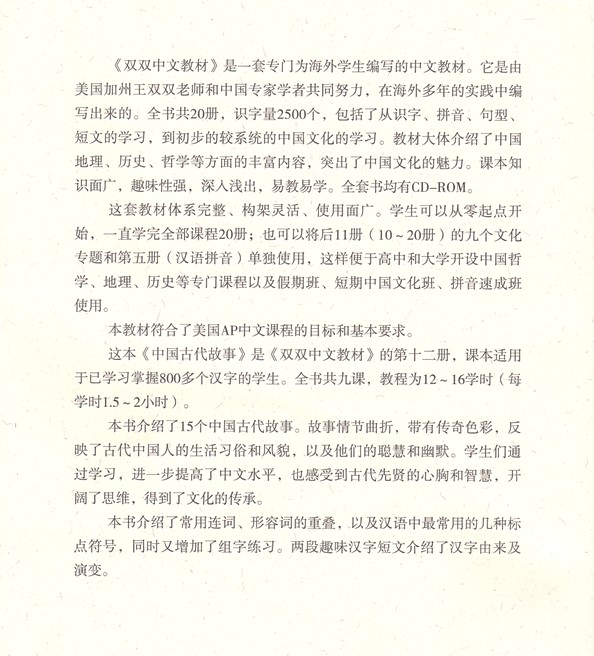 《双双中文教材》是一套专门为海外学生编写的中文教材。它是由
美国加州王双双老师和中国专家学者共同努力，在海外多年的实践中编
写出来的。全书共20册，识字量2500个，包括了从识字、拼音、句型、
短文的学习，到初步的较系统的中国文化的学习。教材大体介绍了中国
地理、历史、哲学等方面的丰富内容，突出了中国文化的魅力。课本知
识面广，趣味性强，深入浅出，易教易学。全套书均有CD-ROM。
这套教材体系完整、构架灵活、使用面广。学生可以从零起点开
始，一直学完全部课程20册；也可以将后11册（10～20册）的九个文化
专题和第五册（汉语拼音）单独使用，这样便于高中和大学开设中国哲
学、地理、历史等专门课程以及假期班、短期中国文化班、拼音速成班
使用。
本教材符合了美国AP中文课程的目标和基本要求。
这本《中国古代故事》是《双双中文教材》的第十二册，课本适用
于已学习掌握800多个汉字的学生。全书共九课，教程为12～16学时（每
学时1.5～2小时）。
本书介绍了15个中国古代故事。故事情节曲折，带有传奇色彩，反
映了古代中国人的生活习俗和风貌，以及他们的聪慧和幽默。学生们通
过学习，进一步提高了中文水平，也感受到古代先贤的心胸和智慧，开
阔了思维，得到了文化的传承。
本书介绍了常用连词、形容词的重叠，以及汉语中最常用的几种标
点符号，同时又增加了组字练习。两段趣味汉字短文介绍了汉字由来及
演变。